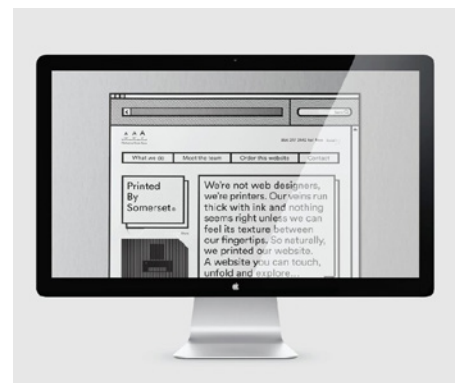 A A A
What we do
Meet the team
Order this website
Contact
Printed
By
Somerset
We're not web designers,
we're printers. Our veins run
thick with ink and nothing
seems right unless we can
feel its texture between
our fingertips. So naturally,
we printed our website.
A website you can touch,
unfold and explore...